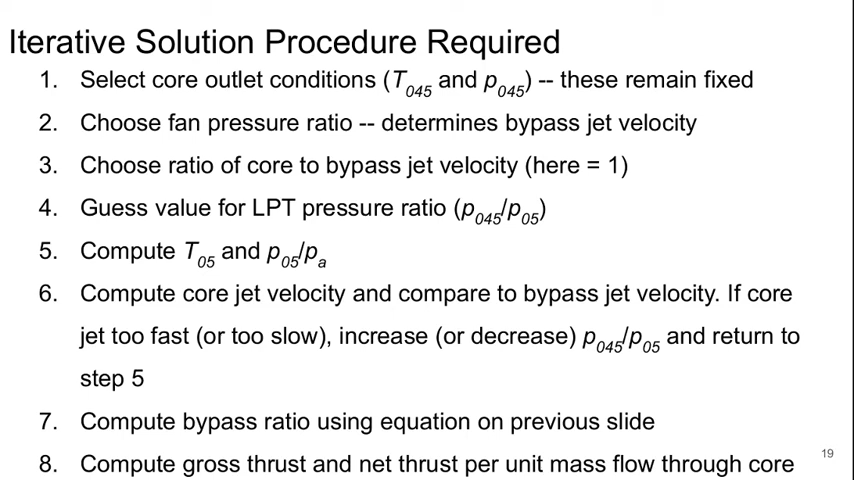 Iterative Solution Procedure Required
1. Select core outlet conditions (T045 and p045) -- these remain fixed
2. Choose fan pressure ratio -- determines bypass jet velocity
3. Choose ratio of core to bypass jet velocity (here = 1)
4. Guess value for LPT pressure ratio (p045/p05)
5. Compute T05 and p05/pa
6. Compute core jet velocity and compare to bypass jet velocity. If core
jet too fast (or too slow), increase (or decrease) p045/p05 and return to
step 5
7. Compute bypass ratio using equation on previous slide
8. Compute gross thrust and net thrust per unit mass flow through core
19